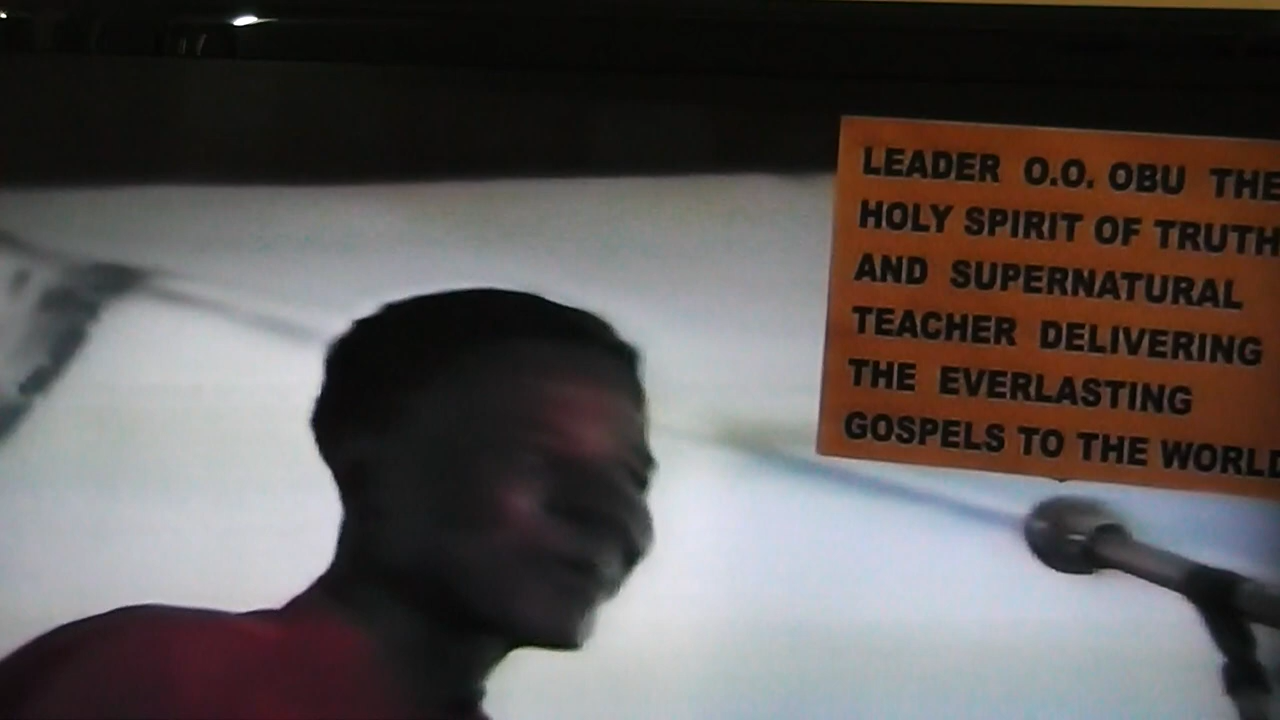 LEADER O.O. OBU THE
HOLY SPIRIT OF TRUTH
AND SUPERNATURAL
TEACHER DELIVERING
THE EVERLASTING
GOSPELS TO THE WORLD